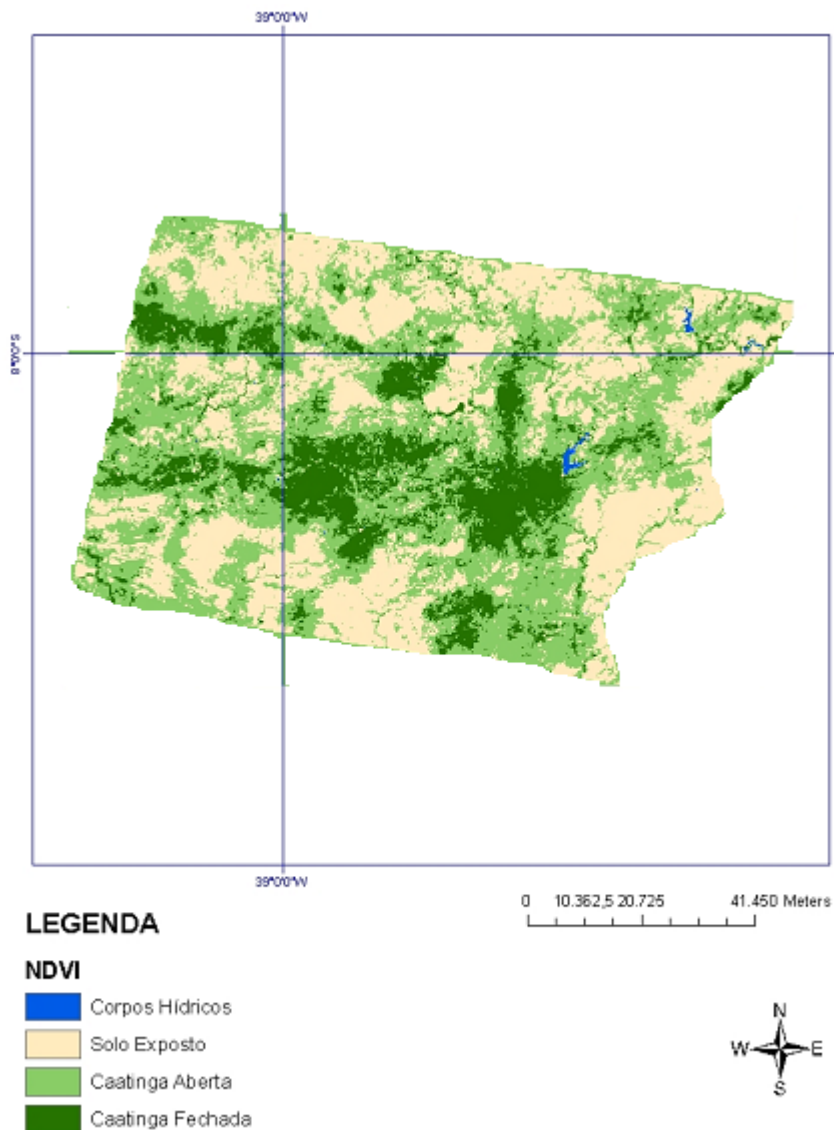 39°0'0"W
8°0'0"S
39°0'0"W
0 10.362,5 20.725 41.450 Meters
LEGENDA
NDVI
Corpos Hídricos
Solo Exposto
Caatinga Aberta
Caatinga Fechada
N
W E
S